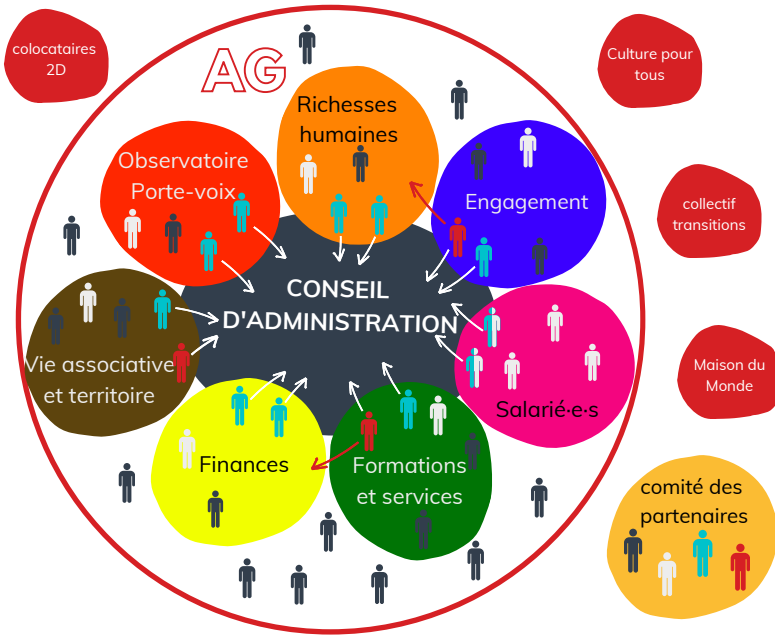 colocataires
2D
AG
Culture pour
tous
Richesses
humaines
Observatoire
Porte-voix
Engagement
collectif
transitions
CONSEIL
D'ADMINISTRATION
Vie associative
et territoire
Maison du
Monde
Salarié·e·s
Finances
Formations
et services
comité des
partenaires